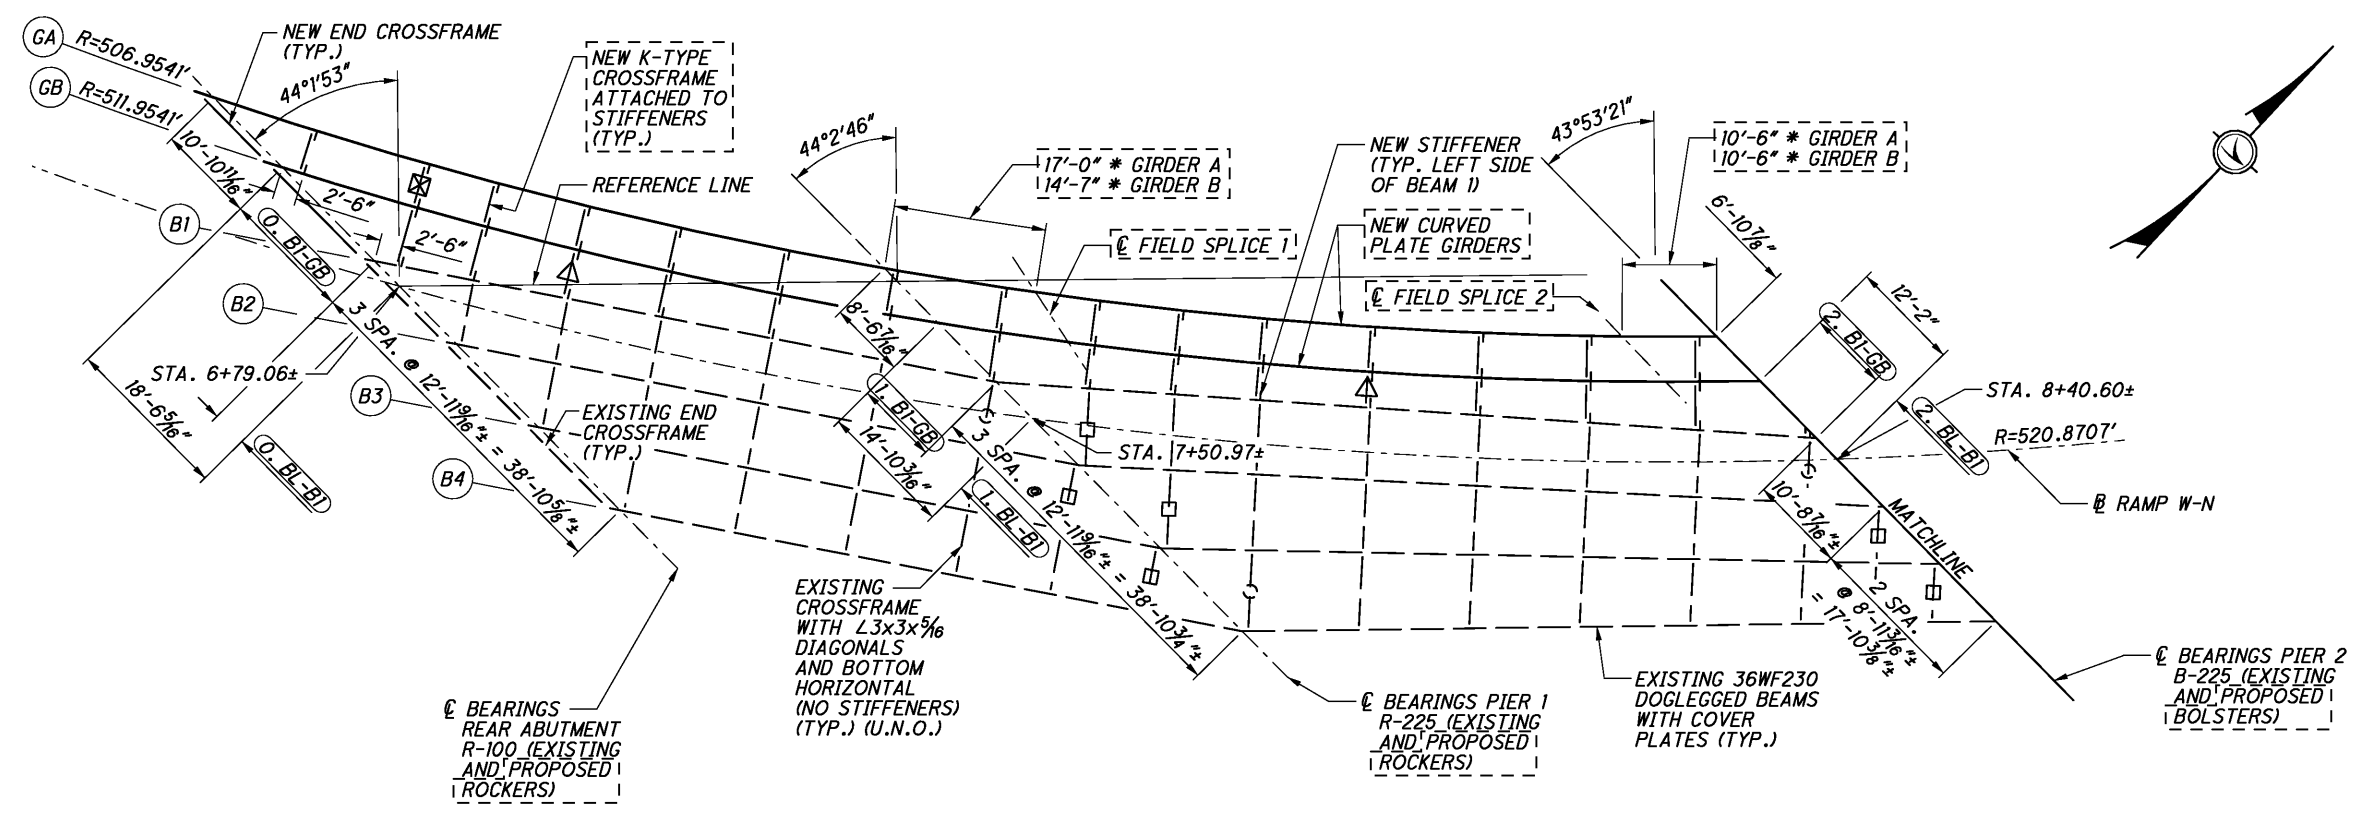 GA
R=506.9541'
GB
R=511.9541'
NEW END CROSSFRAME
(TYP.)
44°1'53"
NEW K-TYPE
CROSSFRAME
ATTACHED TO
STIFFENERS
(TYP.)
REFERENCE LINE
10'-10 11/16"
2'-6"
2'-6"
B1
B2
B3
B4
0. B1-GB
3 SPA. @ 12'-11 9/16"± = 38'-10 5/8"±
STA. 6+79.06±
18'-6 5/16"
0. BL-B1
EXISTING END
CROSSFRAME
(TYP.)
44°2'46"
17'-0" * GIRDER A
14'-7" * GIRDER B
℄ FIELD SPLICE 1
NEW STIFFENER
(TYP. LEFT SIDE
OF BEAM 1)
NEW CURVED
PLATE GIRDERS
℄ FIELD SPLICE 2
43°53'21"
10'-6" * GIRDER A
10'-6" * GIRDER B
6'-10 7/8"
12'-2"
2. B1-GB
STA. 8+40.60±
2. BL-B1
R=520.8707'
8'-6 7/16"
1. B1-GB
14'-10 3/16"
1. BL-B1
3 SPA. @ 12'-11 9/16"± = 38'-10 3/4"±
STA. 7+50.97±
10'-8 7/16"±
2 SPA.
@ 8'-11 3/16"±
= 17'-10 3/8"±
MATCHLINE
BL RAMP W-N
EXISTING
CROSSFRAME
WITH ∠3x3x5/16
DIAGONALS
AND BOTTOM
HORIZONTAL
(NO STIFFENERS)
(TYP.) (U.N.O.)
℄ BEARINGS
REAR ABUTMENT
R-100 (EXISTING
AND PROPOSED
ROCKERS)
℄ BEARINGS PIER 1
R-225 (EXISTING
AND PROPOSED
ROCKERS)
EXISTING 36WF230
DOGLEGGED BEAMS
WITH COVER
PLATES (TYP.)
℄ BEARINGS PIER 2
B-225 (EXISTING
AND PROPOSED
BOLSTERS)